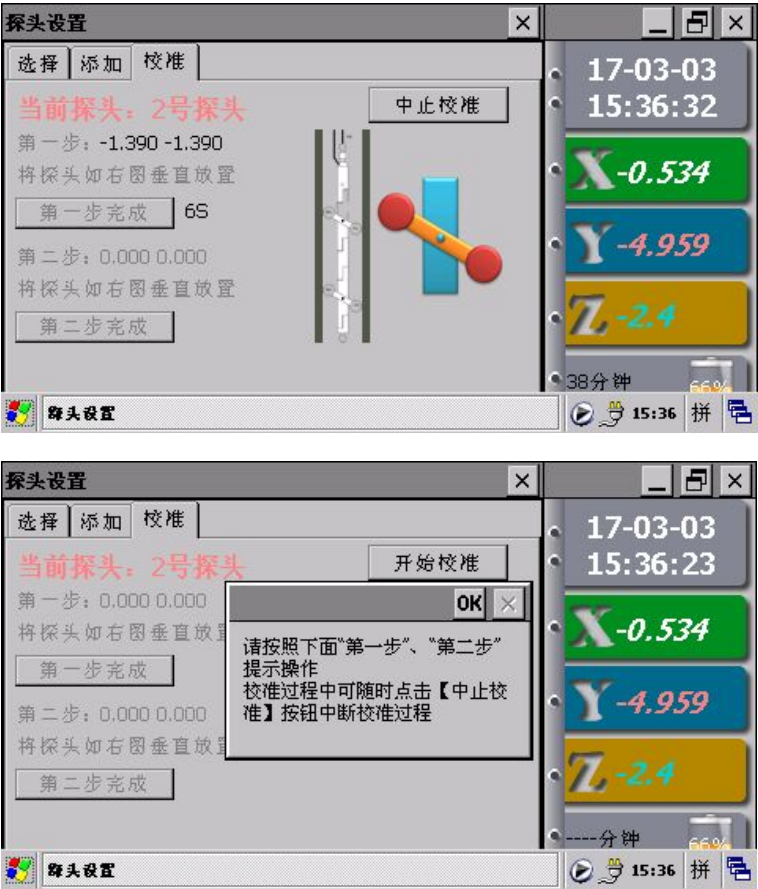 探头设置
选择 添加 校准
当前探头：2号探头
中止校准
第一步：-1.390 -1.390
将探头如右图垂直放置
第一步完成 6S
第二步：0.000 0.000
将探头如右图垂直放置
第二步完成
17-03-03
15:36:32
X -0.534
Y -4.959
Z -2.4
38分钟 66%
探头设置 15:36 拼
探头设置
选择 添加 校准
当前探头：2号探头
开始校准
第一步：0.000 0.000
将探头如右图垂直放
第一步完成
第二步：0.000 0.000
将探头如右图垂直放
第二步完成
OK
请按照下面“第一步”、“第二步”
提示操作
校准过程中可随时点击【中止校
准】按钮中断校准过程
17-03-03
15:36:23
X -0.534
Y -4.959
Z -2.4
----分钟 66%
探头设置 15:36 拼